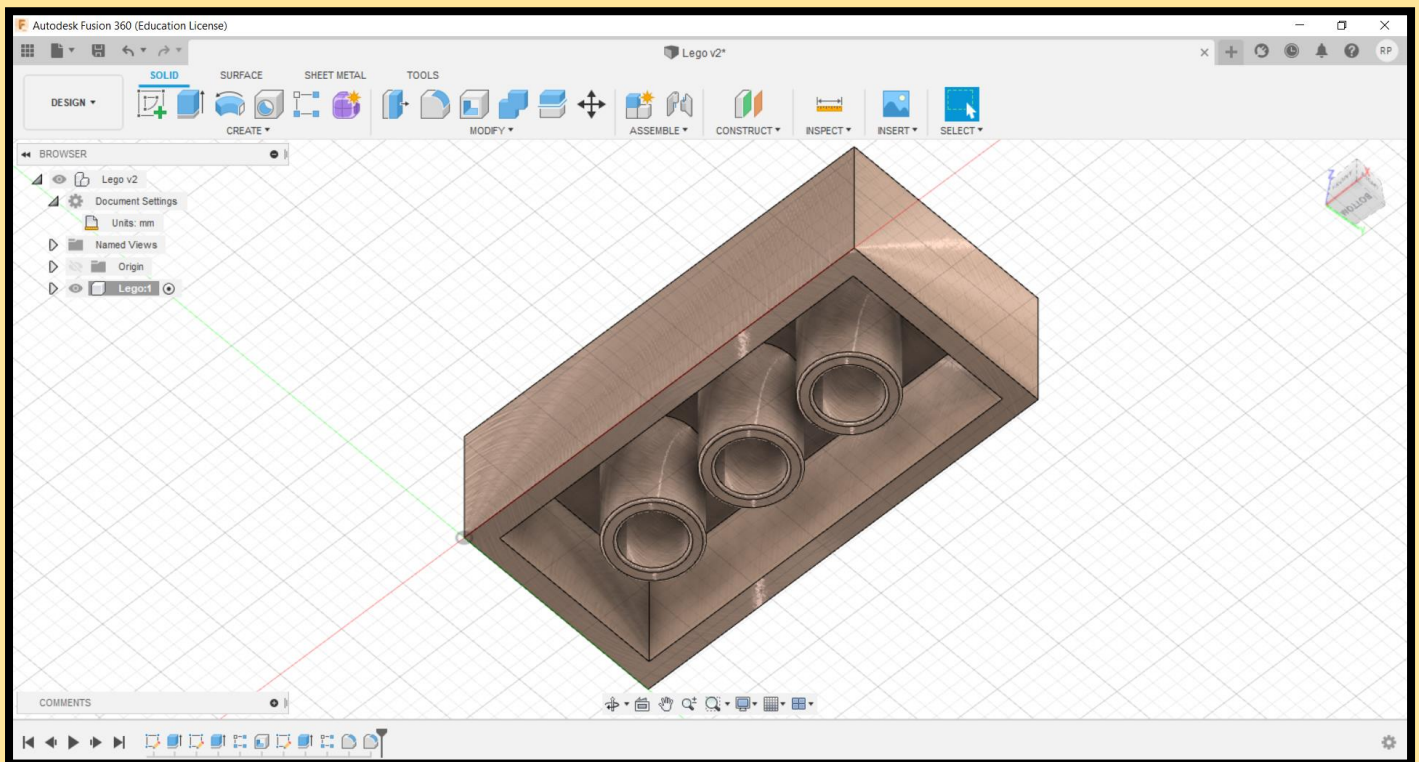 Autodesk Fusion 360 (Education License)
Lego v2*
RP
SOLID SURFACE SHEET METAL TOOLS
DESIGN
CREATE MODIFY ASSEMBLE CONSTRUCT INSPECT INSERT SELECT
BROWSER
Lego v2
Document Settings
Units: mm
Named Views
Origin
Lego:1
Z X
BOTTOM
COMMENTS